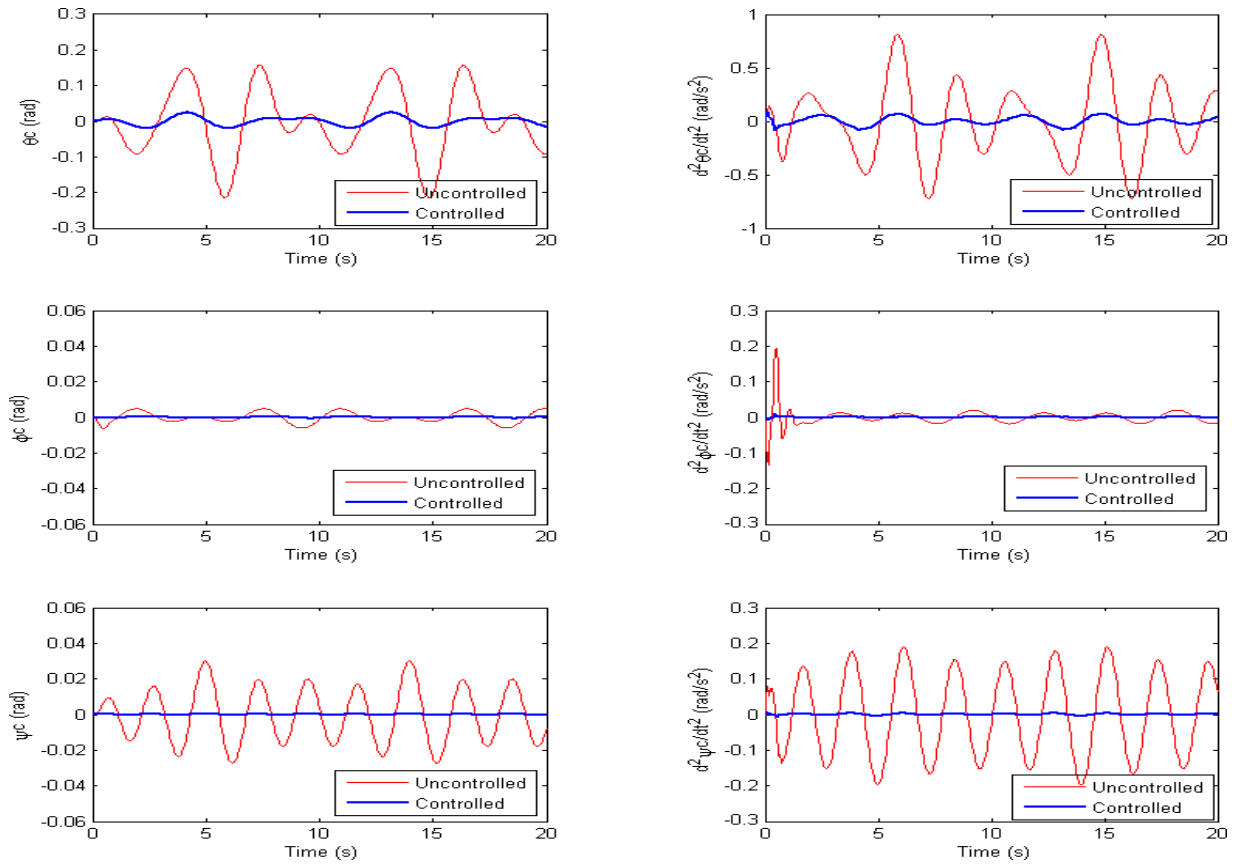 0.3
0.2
0.1
0
-0.1
-0.2
-0.3
θc (rad)
Uncontrolled
Controlled
0 5 10 15 20
Time (s)
1
0.5
0
-0.5
-1
d²θc/dt² (rad/s²)
Uncontrolled
Controlled
0 5 10 15 20
Time (s)
0.06
0.04
0.02
0
-0.02
-0.04
-0.06
ϕc (rad)
Uncontrolled
Controlled
0 5 10 15 20
Time (s)
0.3
0.2
0.1
0
-0.1
-0.2
-0.3
d²ϕc/dt² (rad/s²)
Uncontrolled
Controlled
0 5 10 15 20
Time (s)
0.06
0.04
0.02
0
-0.02
-0.04
-0.06
ψc (rad)
Uncontrolled
Controlled
0 5 10 15 20
Time (s)
0.3
0.2
0.1
0
-0.1
-0.2
-0.3
d²ψc/dt² (rad/s²)
Uncontrolled
Controlled
0 5 10 15 20
Time (s)